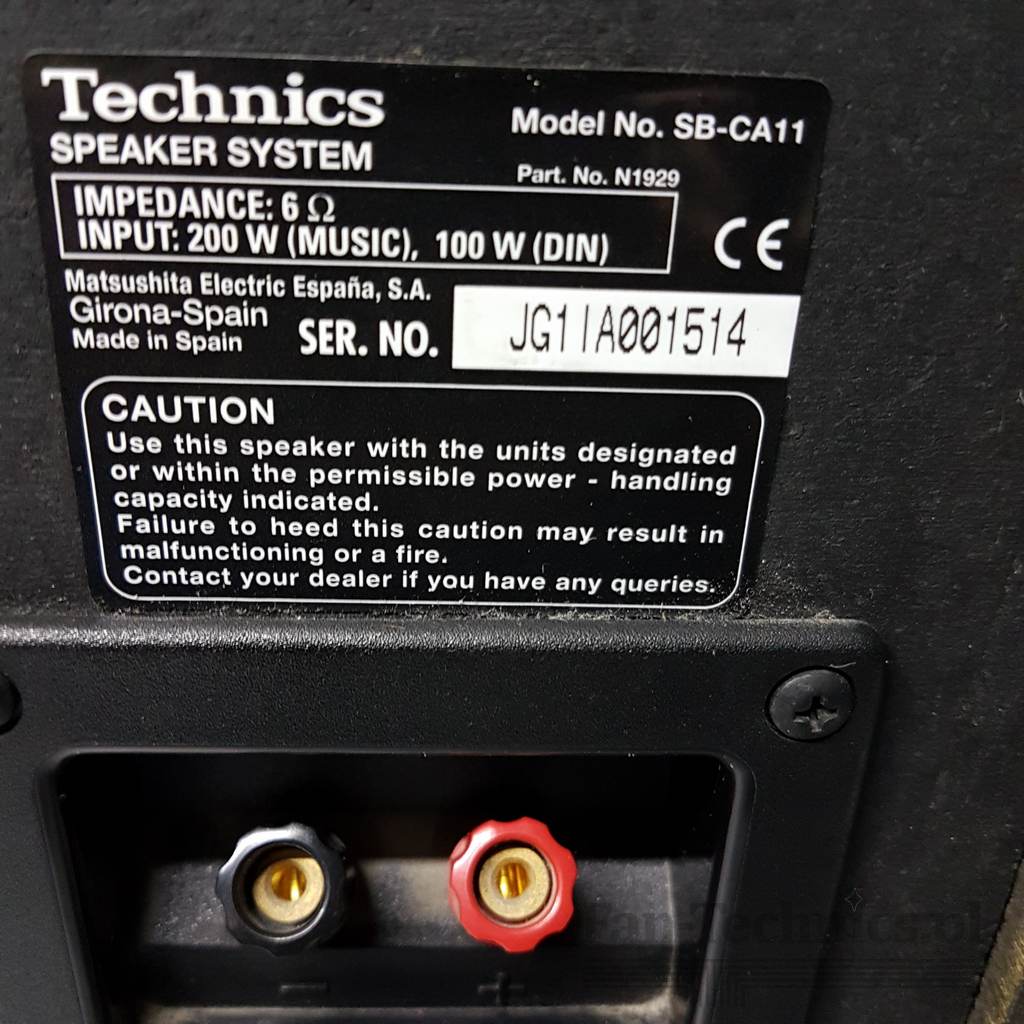 Technics
SPEAKER SYSTEM
Model No. SB-CA11
Part. No. N1929
IMPEDANCE: 6 Ω
INPUT: 200 W (MUSIC), 100 W (DIN)
CE
Matsushita Electric España, S.A.
Girona-Spain
Made in Spain
SER. NO. JG11A001514
CAUTION
Use this speaker with the units designated
or within the permissible power - handling
capacity indicated.
Failure to heed this caution may result in
malfunctioning or a fire.
Contact your dealer if you have any queries.
− +